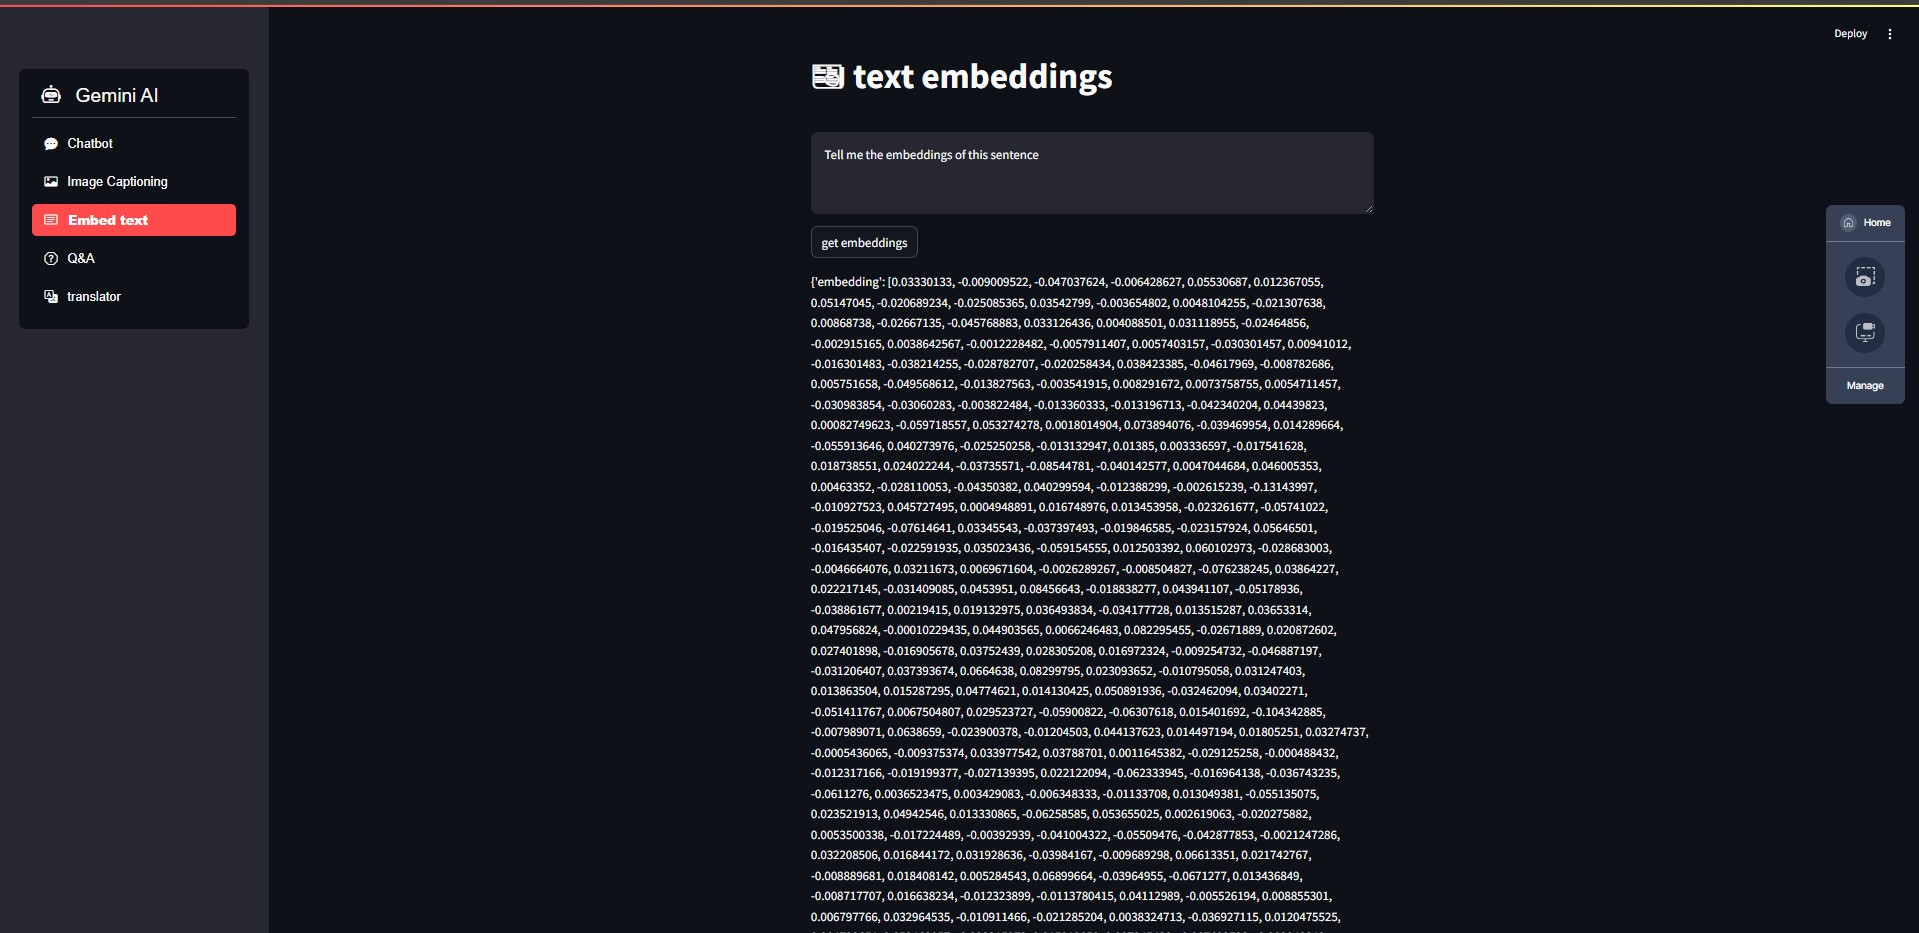 Deploy
Gemini AI
Chatbot
Image Captioning
Embed text
Q&A
translator
text embeddings
Tell me the embeddings of this sentence
get embeddings
{'embedding': [0.03330133, -0.009009522, -0.047037624, -0.006428627, 0.05530687, 0.012367055,
0.05147045, -0.020689234, -0.025085365, 0.03542799, -0.003654802, 0.0048104255, -0.021307638,
0.00868738, -0.02667135, -0.045768883, 0.033126436, 0.004088501, 0.031118955, -0.02464856,
-0.002915165, 0.0038642567, -0.0012228482, -0.0057911407, 0.0057403157, -0.030301457, 0.00941012,
-0.016301483, -0.038214255, -0.028782707, -0.020258434, 0.038423385, -0.04617969, -0.008782686,
0.005751658, -0.049568612, -0.013827563, -0.003541915, 0.008291672, 0.0073758755, 0.0054711457,
-0.030983854, -0.03060283, -0.003822484, -0.013360333, -0.013196713, -0.042340204, 0.04439823,
0.00082749623, -0.059718557, 0.053274278, 0.0018014904, 0.073894076, -0.039469954, 0.014289664,
-0.055913646, 0.040273976, -0.025250258, -0.013132947, 0.01385, 0.003336597, -0.017541628,
0.018738551, 0.024022244, -0.03735571, -0.08544781, -0.040142577, 0.0047044684, 0.046005353,
0.00463352, -0.028110053, -0.04350382, 0.040299594, -0.012388299, -0.002615239, -0.13143997,
-0.010927523, 0.045727495, 0.0004948891, 0.016748976, 0.013453958, -0.023261677, -0.05741022,
-0.019525046, -0.07614641, 0.03345543, -0.037397493, -0.019846585, -0.023157924, 0.05646501,
-0.016435407, -0.022591935, 0.035023436, -0.059154555, 0.012503392, 0.060102973, -0.028683003,
-0.0046664076, 0.03211673, 0.0069671604, -0.0026289267, -0.008504827, -0.076238245, 0.03864227,
0.022217145, -0.031409085, 0.0453951, 0.08456643, -0.018838277, 0.043941107, -0.05178936,
-0.038861677, 0.00219415, 0.019132975, 0.036493834, -0.034177728, 0.013515287, 0.03653314,
0.047956824, -0.00010229435, 0.044903565, 0.0066246483, 0.082295455, -0.02671889, 0.020872602,
0.027401898, -0.016905678, 0.03752439, 0.028305208, 0.016972324, -0.009254732, -0.046887197,
-0.031206407, 0.037393674, 0.0664638, 0.08299795, 0.023093652, -0.010795058, 0.031247403,
0.013863504, 0.015287295, 0.04774621, 0.014130425, 0.050891936, -0.032462094, 0.03402271,
-0.051411767, 0.0067504807, 0.029523727, -0.05900822, -0.06307618, 0.015401692, -0.104342885,
-0.007989071, 0.0638659, -0.023900378, -0.01204503, 0.044137623, 0.014497194, 0.01805251, 0.03274737,
-0.0005436065, -0.009375374, 0.033977542, 0.03788701, 0.0011645382, -0.029125258, -0.000488432,
-0.012317166, -0.019199377, -0.027139395, 0.022122094, -0.062333945, -0.016964138, -0.036743235,
-0.0611276, 0.0036523475, 0.003429083, -0.006348333, -0.01133708, 0.013049381, -0.055135075,
0.023521913, 0.04942546, 0.013330865, -0.06258585, 0.053655025, 0.002619063, -0.020275882,
0.0053500338, -0.017224489, -0.00392939, -0.041004322, -0.05509476, -0.042877853, -0.0021247286,
0.032208506, 0.016844172, 0.031928636, -0.03984167, -0.009689298, 0.06613351, 0.021742767,
-0.008889681, 0.018408142, 0.005284543, 0.06899664, -0.03964955, -0.0671277, 0.013436849,
-0.008717707, 0.016638234, -0.012323899, -0.0113780415, 0.04112989, -0.005526194, 0.008855301,
0.006797766, 0.032964535, -0.010911466, -0.021285204, 0.0038324713, -0.036927115, 0.0120475525,
Home
Manage